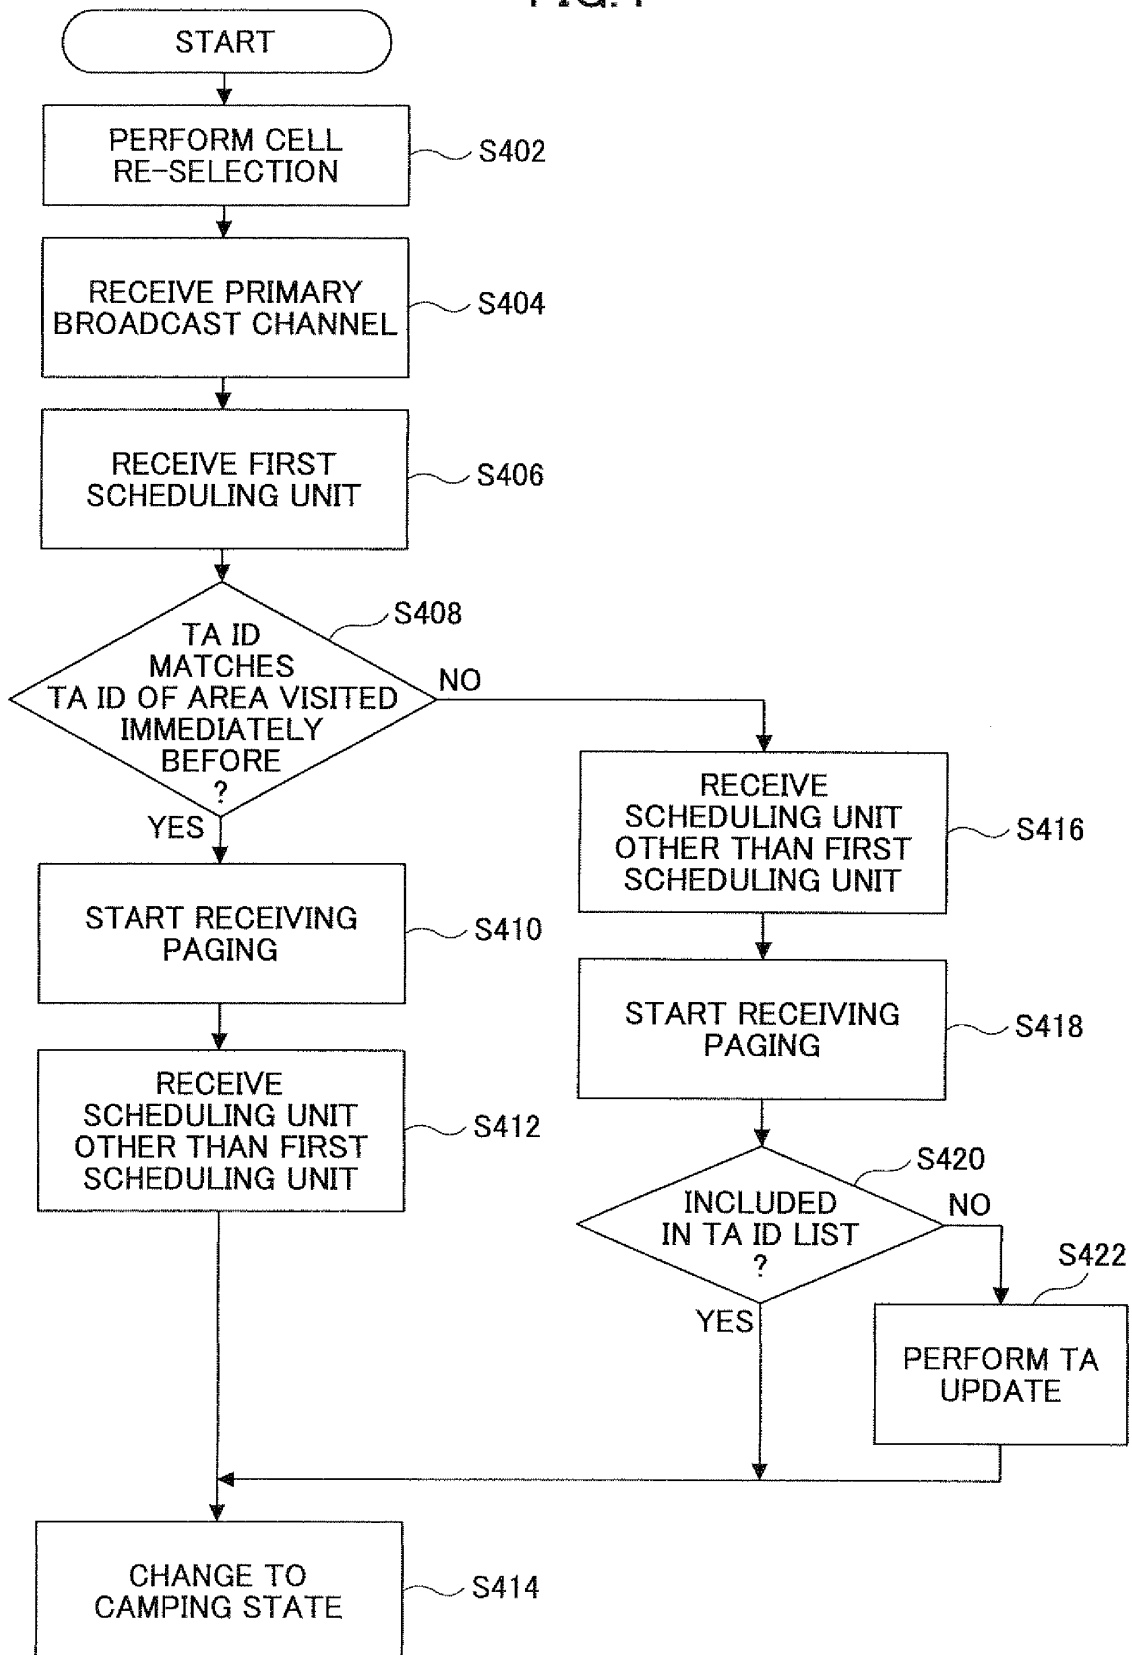 START
PERFORM CELL
RE-SELECTION
S402
RECEIVE PRIMARY
BROADCAST CHANNEL
S404
RECEIVE FIRST
SCHEDULING UNIT
S406
TA ID
MATCHES
TA ID OF AREA VISITED
IMMEDIATELY
BEFORE
?
S408
NO
YES
START RECEIVING
PAGING
S410
RECEIVE
SCHEDULING UNIT
OTHER THAN FIRST
SCHEDULING UNIT
S412
RECEIVE
SCHEDULING UNIT
OTHER THAN FIRST
SCHEDULING UNIT
S416
START RECEIVING
PAGING
S418
INCLUDED
IN TA ID LIST
?
S420
NO
YES
PERFORM TA
UPDATE
S422
CHANGE TO
CAMPING STATE
S414